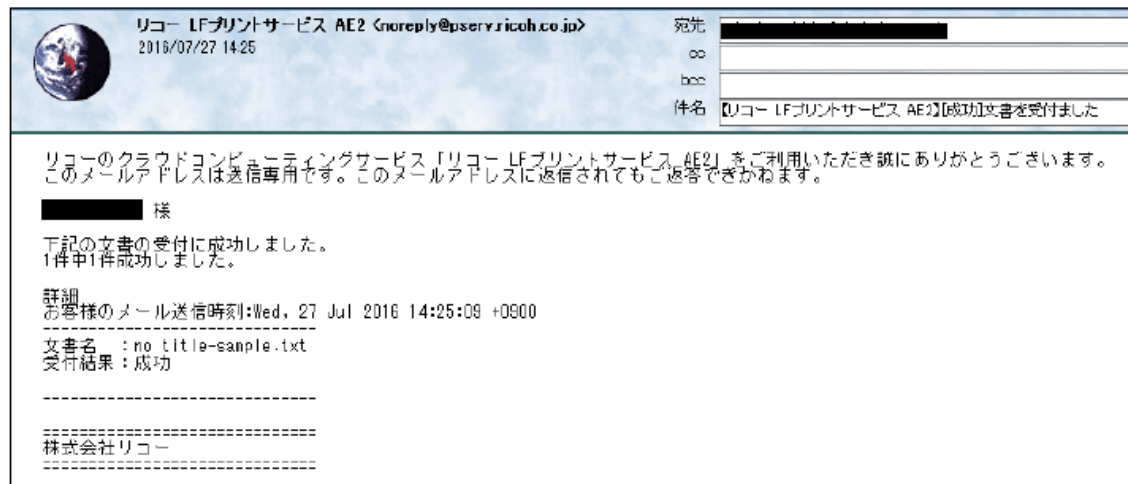 リコー LFプリントサービス AE2 <noreply@pserv.ricoh.co.jp>
2016/07/27 14:25
宛先
cc
bcc
件名 【リコー LFプリントサービス AE2】[成功]文書を受付ました
リコーのクラウドコンピューティングサービス「リコー LFプリントサービス AE2」をご利用いただき誠にありがとうございます。
このメールアドレスは送信専用です。このメールアドレスに返信されてもご返答できかねます。
様
下記の文書の受付に成功しました。
1件中1件成功しました。
詳細
お客様のメール送信時刻:Wed, 27 Jul 2016 14:25:09 +0900
------------------------------
文書名　:no title-sample.txt
受付結果:成功
------------------------------
==============================
株式会社リコー
==============================